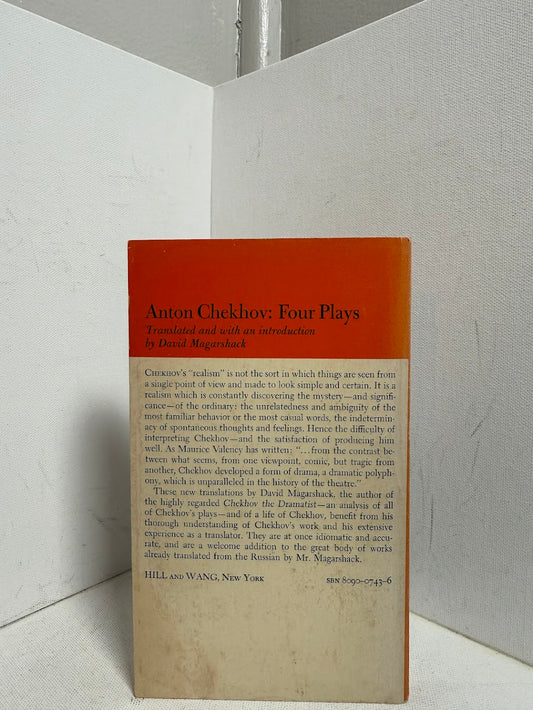 Anton Chekhov: Four Plays
Translated and with an introduction
by David Magarshack
CHEKHOV'S "realism" is not the sort in which things are seen from
a single point of view and made to look simple and certain. It is a
realism which is constantly discovering the mystery—and signifi-
cance—of the ordinary: the unrelatedness and ambiguity of the
most familiar behavior or the most casual words, the indetermin-
acy of spontaneous thoughts and feelings. Hence the difficulty of
interpreting Chekhov—and the satisfaction of producing him
well. As Maurice Valency has written: "...from the contrast be-
tween what seems, from one viewpoint, comic, but tragic from
another, Chekhov developed a form of drama, a dramatic polyph-
ony, which is unparalleled in the history of the theatre."
These new translations by David Magarshack, the author of
the highly regarded Chekhov the Dramatist—an analysis of all
of Chekhov's plays—and of a life of Chekhov, benefit from his
thorough understanding of Chekhov's work and his extensive
experience as a translator. They are at once idiomatic and accu-
rate, and are a welcome addition to the great body of works
already translated from the Russian by Mr. Magarshack.
HILL AND WANG, NEW YORK
SBN 8090-0743-6